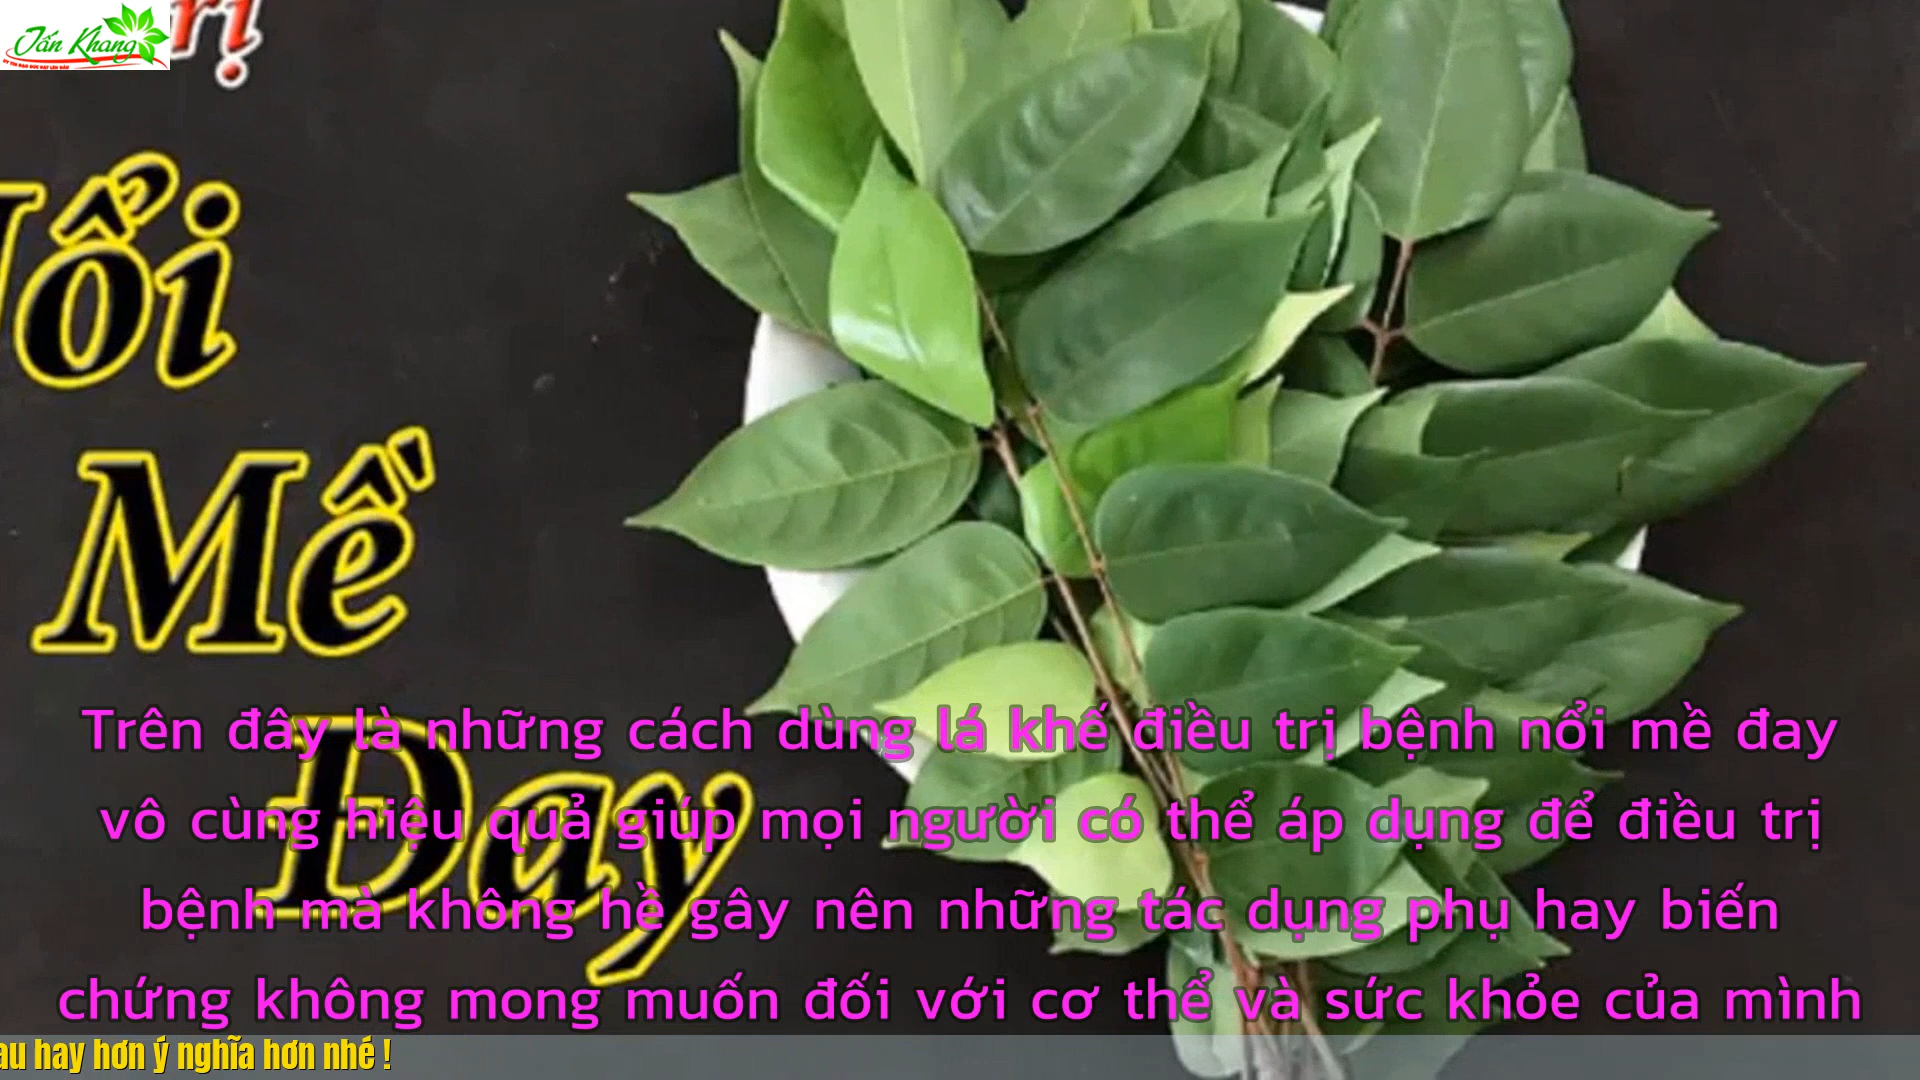 Tấn Khang
rị
Nổi
Mề
Đay
Trên đây là những cách dùng lá khế điều trị bệnh nổi mề đay
vô cùng hiệu quả giúp mọi người có thể áp dụng để điều trị
bệnh mà không hề gây nên những tác dụng phụ hay biến
chứng không mong muốn đối với cơ thể và sức khỏe của mình
au hay hơn ý nghĩa hơn nhé !